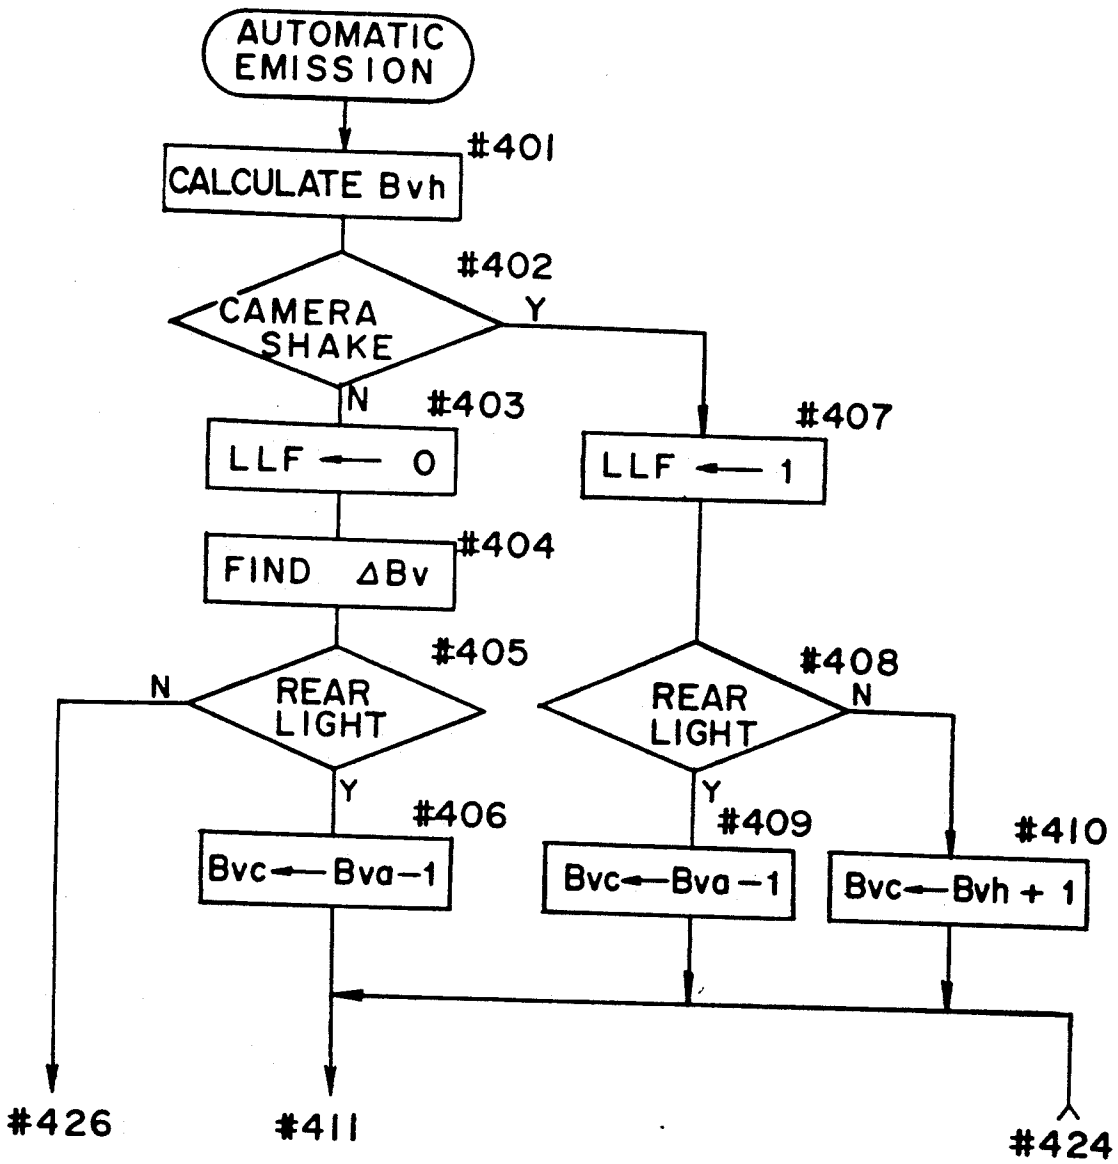 AUTOMATIC
EMISSION
#401
CALCULATE Bvh
#402
CAMERA
SHAKE
Y
N
#403
LLF ← 0
#407
LLF ← 1
#404
FIND ΔBv
#405
REAR
LIGHT
N
Y
#408
REAR
LIGHT
N
Y
#406
Bvc←Bva-1
#409
Bvc←Bva-1
#410
Bvc←Bvh+1
#426
#411
#424